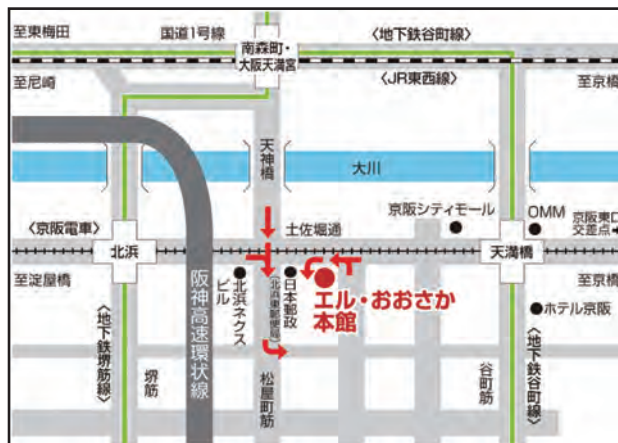 至東梅田
国道1号線
南森町・
大阪天満宮
〈地下鉄谷町線〉
至尼崎
〈JR東西線〉
至京橋
天神橋
大川
京阪シティモール
OMM
京阪東口
交差点
〈京阪電車〉
北浜
土佐堀通
天満橋
至淀屋橋
至京橋
阪神高速環状線
北浜ネクス
ビル
日本郵政
(北浜東郵便局)
エル・おおさか
本館
ホテル京阪
〈地下鉄堺筋線〉
堺筋
松屋町筋
谷町筋
〈地下鉄谷町線〉